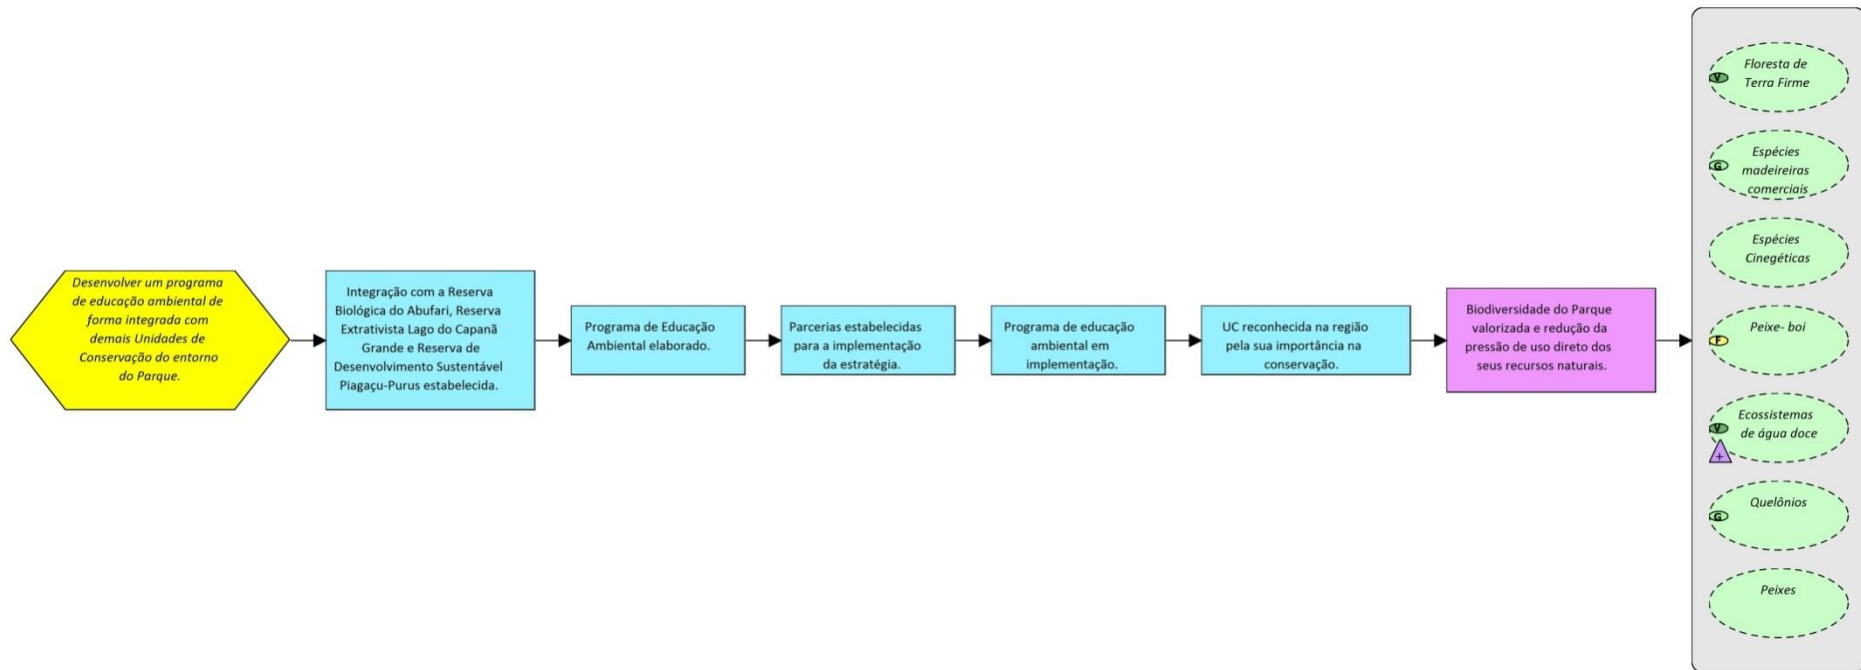 Desenvolver um programa
de educação ambiental de
forma integrada com
demais Unidades de
Conservação do entorno
do Parque.
Integração com a Reserva
Biológica do Abufari, Reserva
Extrativista Lago do Capanã
Grande e Reserva de
Desenvolvimento Sustentável
Piagaçu-Purus estabelecida.
Programa de Educação
Ambiental elaborado.
Parcerias estabelecidas
para a implementação
da estratégia.
Programa de educação
ambiental em
implementação.
UC reconhecida na região
pela sua importância na
conservação.
Biodiversidade do Parque
valorizada e redução da
pressão de uso direto dos
seus recursos naturais.
Floresta de
Terra Firme
V
Espécies
madeireiras
comerciais
G
Espécies
Cinegéticas
Peixe- boi
F
Ecossistemas
de água doce
V
+
Quelônios
G
Peixes